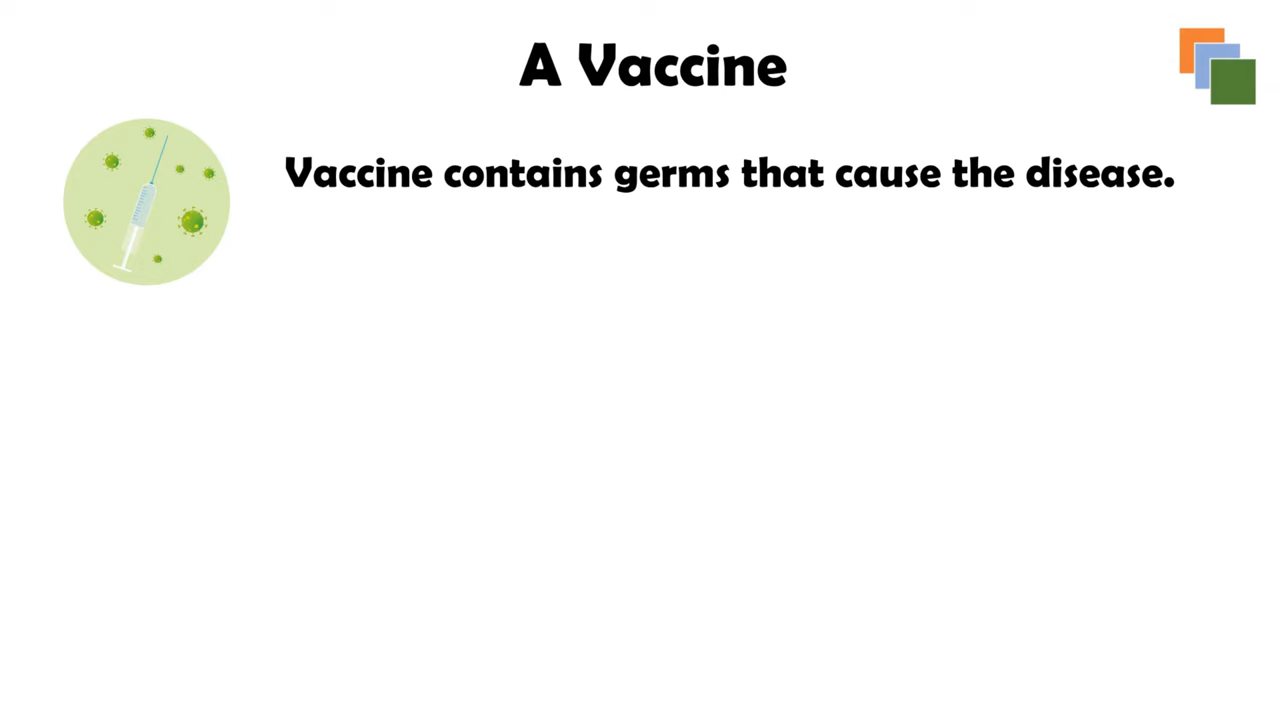 A Vaccine
Vaccine contains germs that cause the disease.